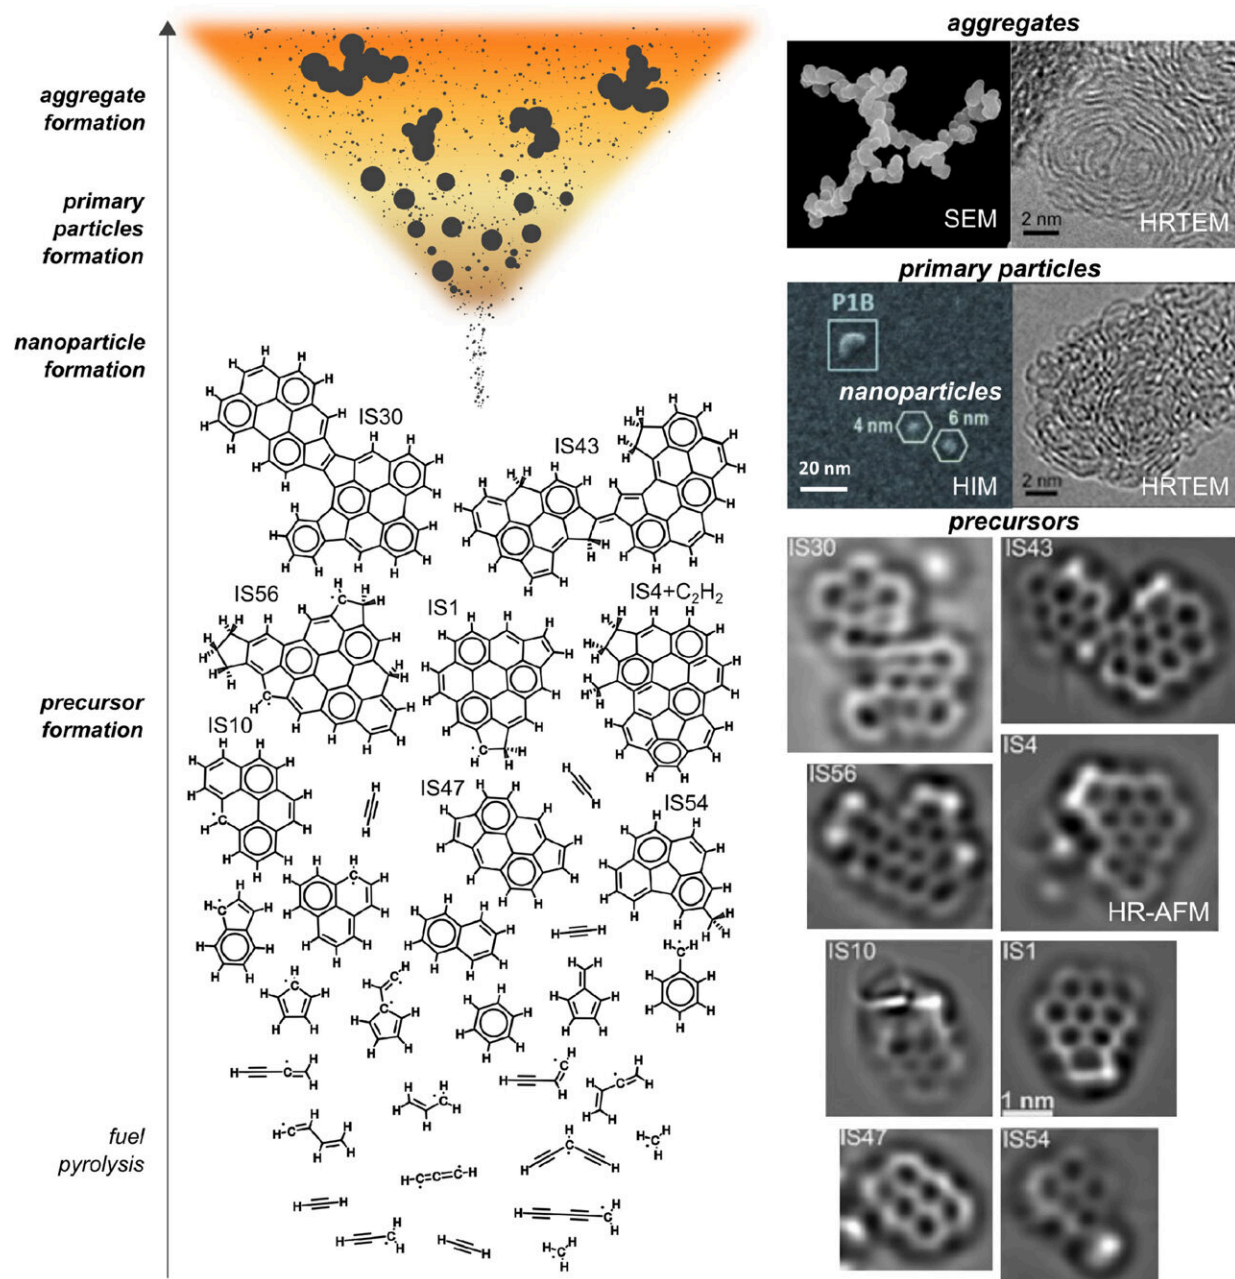 aggregate
formation
primary
particles
formation
nanoparticle
formation
precursor
formation
fuel
pyrolysis
IS30
IS43
IS56
IS1
IS4+C₂H₂
IS10
IS47
IS54
aggregates
SEM
2 nm
HRTEM
primary particles
P1B
nanoparticles
4 nm
6 nm
20 nm
HIM
2 nm
HRTEM
precursors
IS30
IS43
IS56
IS4
HR-AFM
IS10
IS1
1 nm
IS47
IS54